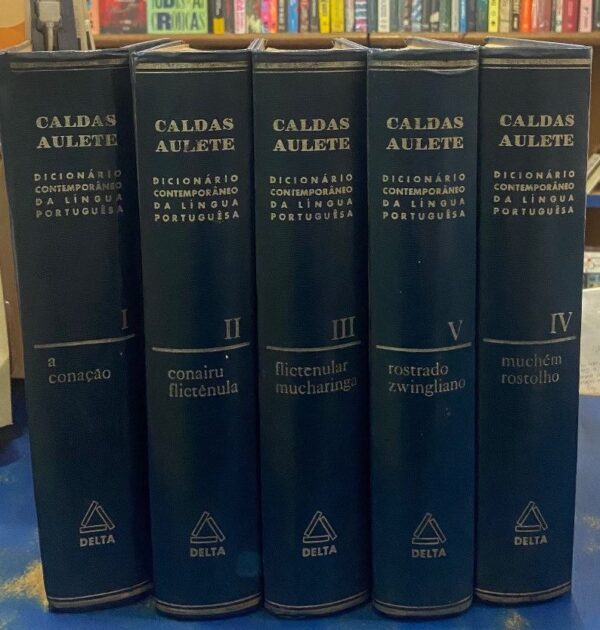 CALDAS
AULETE
DICIONÁRIO
CONTEMPORÂNEO
DA LÍNGUA
PORTUGUÊSA
I
a
conação
DELTA
CALDAS
AULETE
DICIONÁRIO
CONTEMPORÂNEO
DA LÍNGUA
PORTUGUÊSA
II
conairu
flictênula
DELTA
CALDAS
AULETE
DICIONÁRIO
CONTEMPORÂNEO
DA LÍNGUA
PORTUGUÊSA
III
flictenular
mucharinga
DELTA
CALDAS
AULETE
DICIONÁRIO
CONTEMPORÂNEO
DA LÍNGUA
PORTUGUÊSA
V
rostrado
zwingliano
DELTA
CALDAS
AULETE
DICIONÁRIO
CONTEMPORÂNEO
DA LÍNGUA
PORTUGUÊSA
IV
muchém
rostolho
DELTA